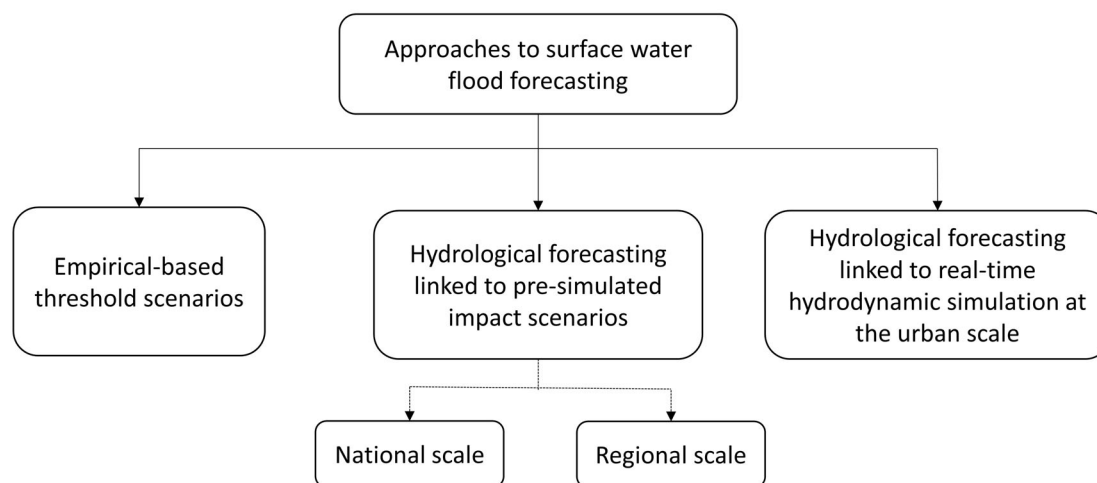 Approaches to surface water
flood forecasting
Empirical-based
threshold scenarios
Hydrological forecasting
linked to pre-simulated
impact scenarios
Hydrological forecasting
linked to real-time
hydrodynamic simulation at
the urban scale
National scale
Regional scale